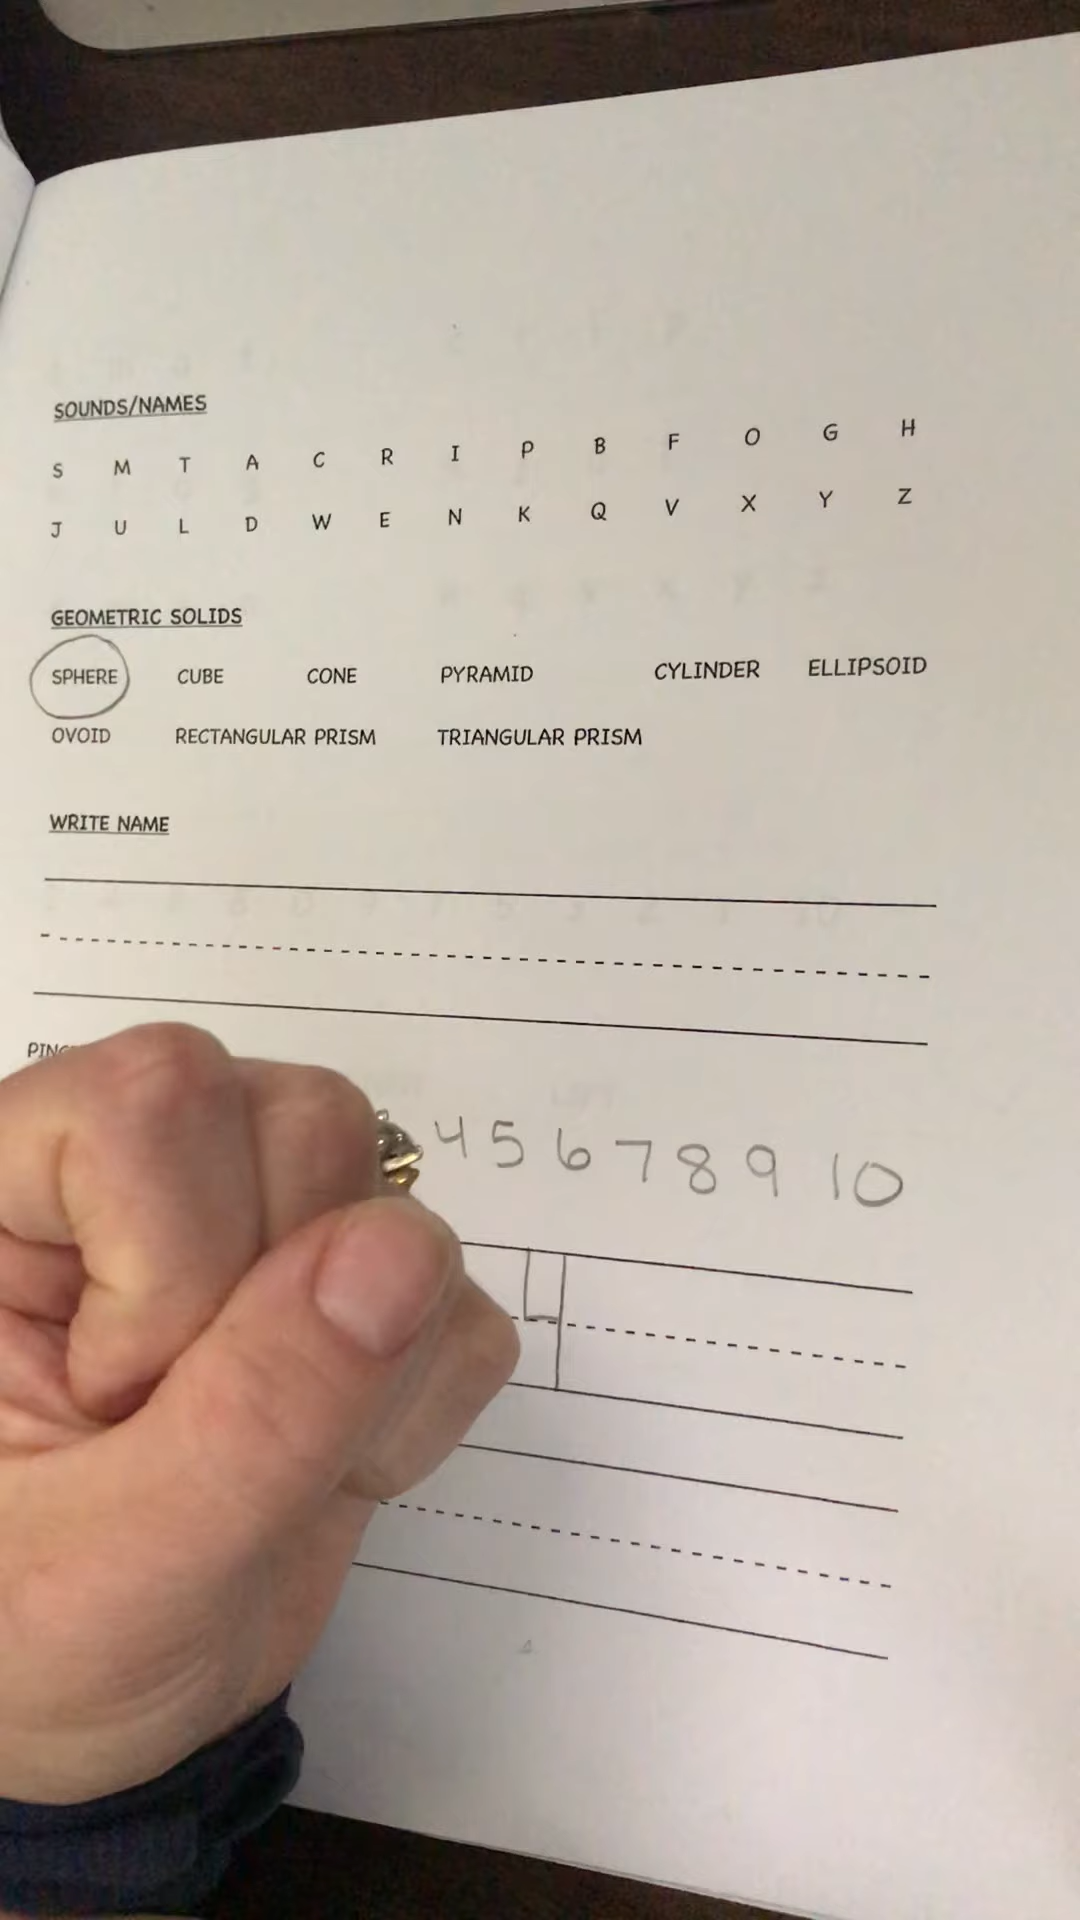 SOUNDS/NAMES
S M T A C R I P B F O G H
J U L D W E N K Q V X Y Z
GEOMETRIC SOLIDS
SPHERE CUBE CONE PYRAMID CYLINDER ELLIPSOID
OVOID RECTANGULAR PRISM TRIANGULAR PRISM
WRITE NAME
4 5 6 7 8 9 10
4